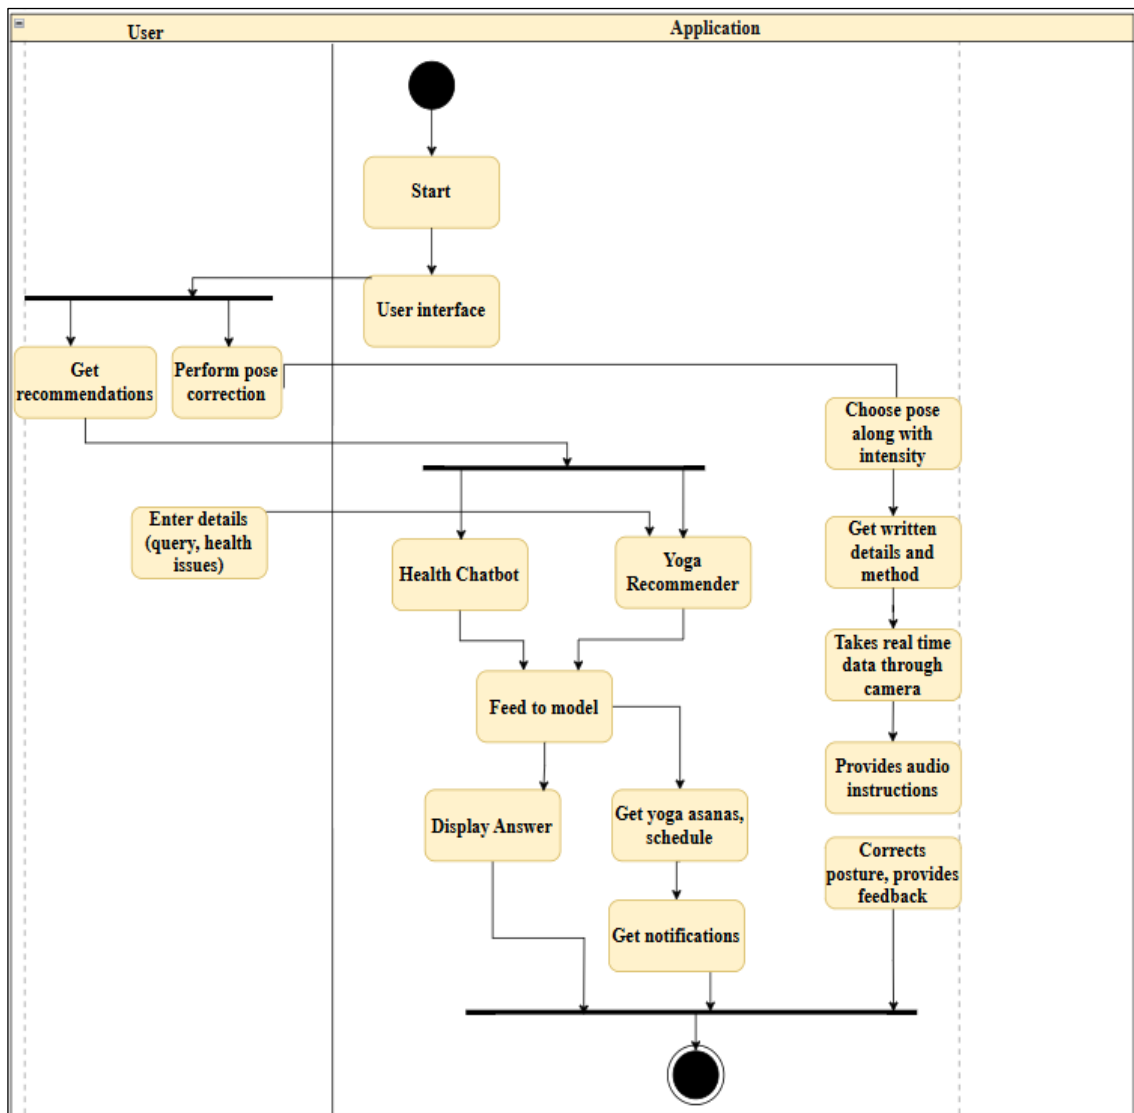 User
Application
Start
User interface
Get
recommendations
Perform pose
correction
Choose pose
along with
intensity
Enter details
(query, health
issues)
Health Chatbot
Yoga
Recommender
Get written
details and
method
Takes real time
data through
camera
Feed to model
Provides audio
instructions
Display Answer
Get yoga asanas,
schedule
Corrects
posture, provides
feedback
Get notifications